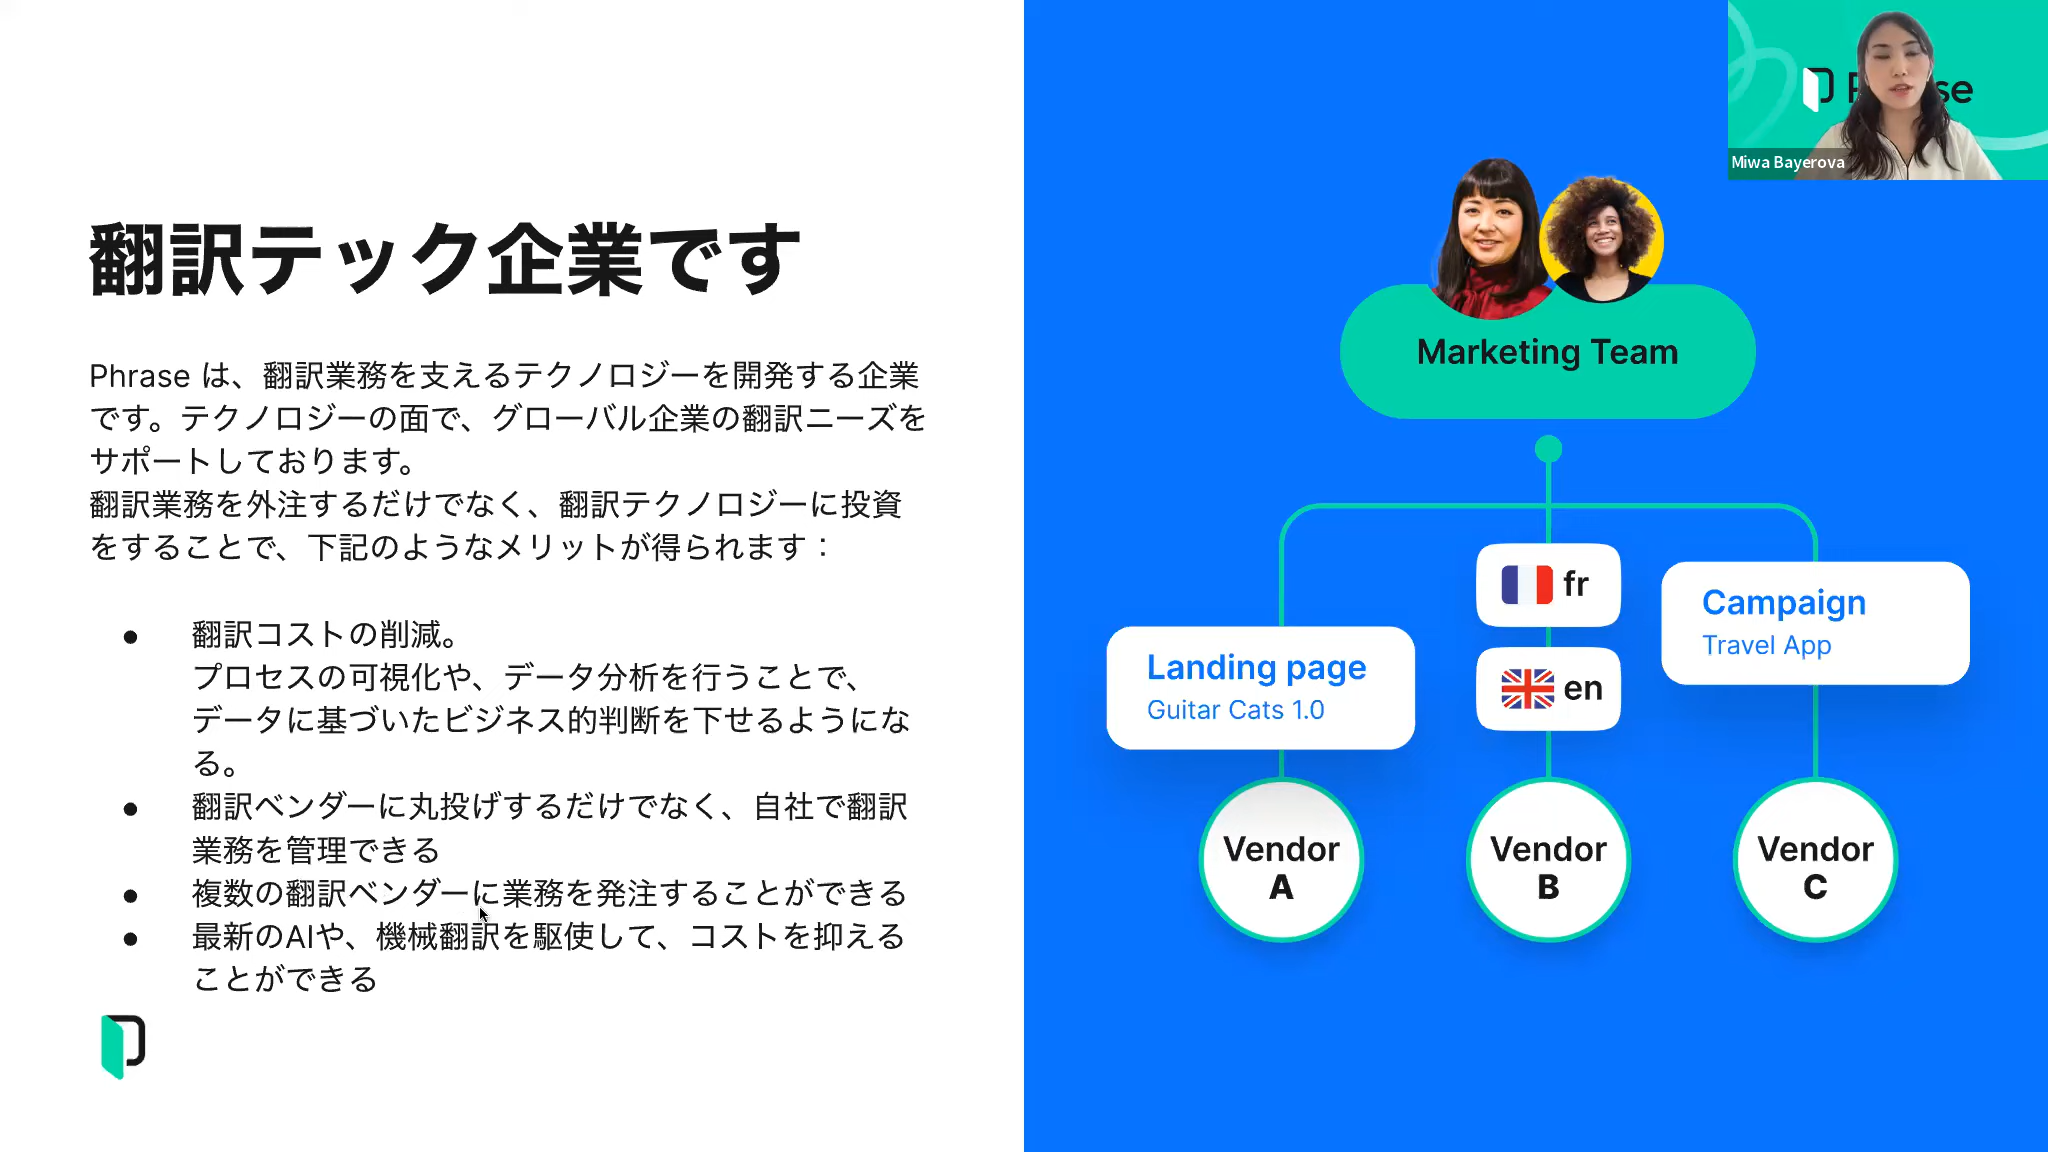 翻訳テック企業です
Phrase は、翻訳業務を支えるテクノロジーを開発する企業
です。テクノロジーの面で、グローバル企業の翻訳ニーズを
サポートしております。
翻訳業務を外注するだけでなく、翻訳テクノロジーに投資
をすることで、下記のようなメリットが得られます：
● 翻訳コストの削減。
プロセスの可視化や、データ分析を行うことで、
データに基づいたビジネス的判断を下せるようにな
る。
● 翻訳ベンダーに丸投げするだけでなく、自社で翻訳
業務を管理できる
● 複数の翻訳ベンダーに業務を発注することができる
● 最新のAIや、機械翻訳を駆使して、コストを抑える
ことができる
Miwa Bayerova
Marketing Team
fr
en
Landing page
Guitar Cats 1.0
Campaign
Travel App
Vendor
A
Vendor
B
Vendor
C